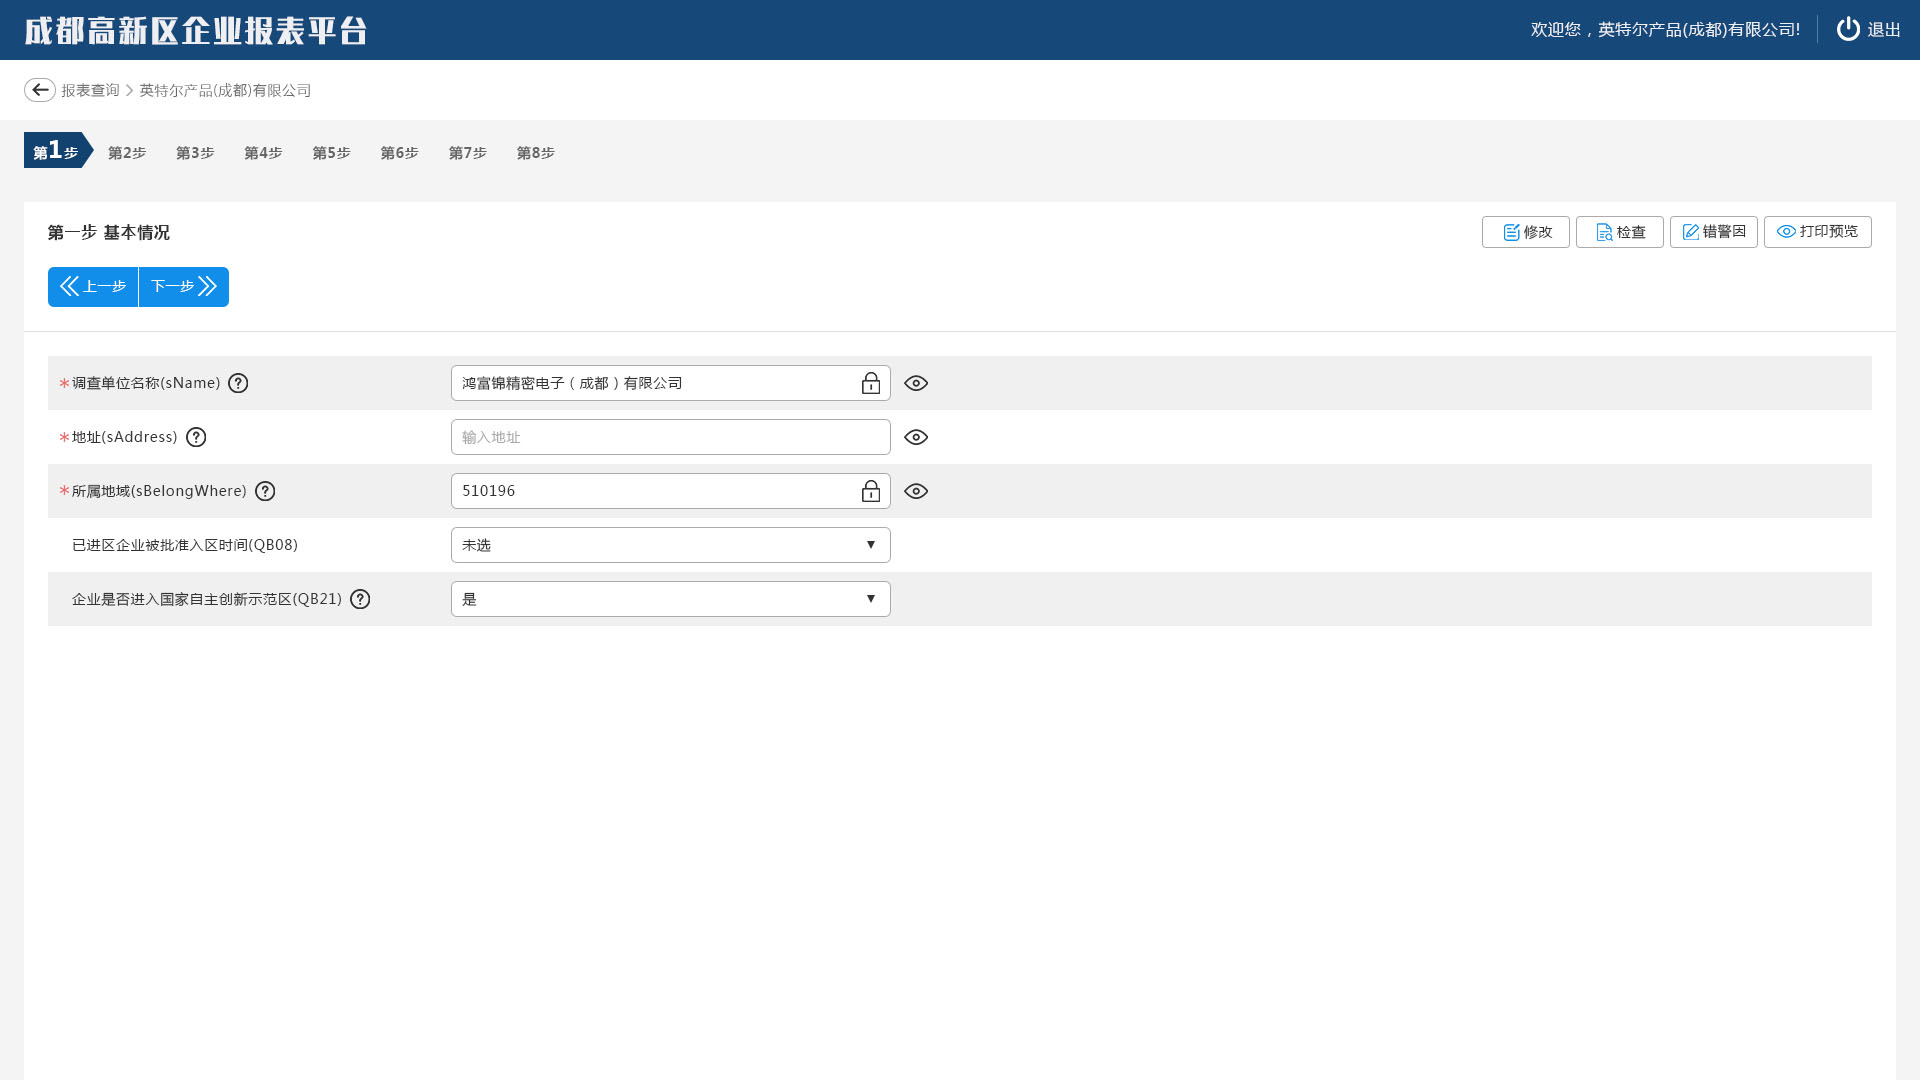 成都高新区企业报表平台
欢迎您，英特尔产品(成都)有限公司!
退出
报表查询 > 英特尔产品(成都)有限公司
第1步 第2步 第3步 第4步 第5步 第6步 第7步 第8步
第一步 基本情况
修改 检查 错警因 打印预览
上一步 下一步
*调查单位名称(sName) ? 鸿富锦精密电子（成都）有限公司
*地址(sAddress) ? 输入地址
*所属地域(sBelongWhere) ? 510196
已进区企业被批准入区时间(QB08) 未选 ▼
企业是否进入国家自主创新示范区(QB21) ? 是 ▼